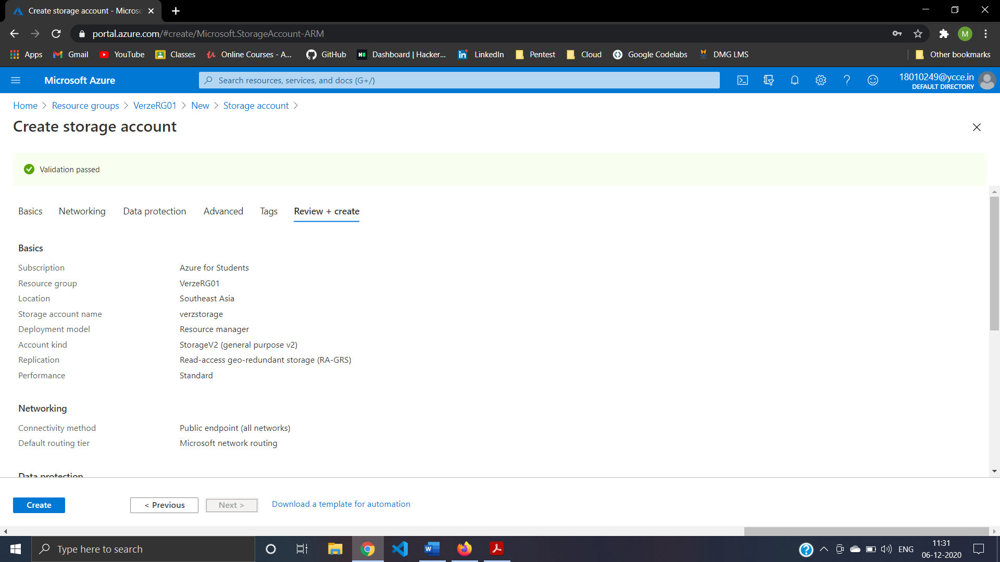 Create storage account - Micros
portal.azure.com/#create/Microsoft.StorageAccount-ARM
M
Apps Gmail YouTube Classes Online Courses - A... GitHub Dashboard | Hacker... LinkedIn Pentest Cloud Google Codelabs DMG LMS Other bookmarks
Microsoft Azure
Search resources, services, and docs (G+/)
18010249@ycce.in
DEFAULT DIRECTORY
Home > Resource groups > VerzeRG01 > New > Storage account >
Create storage account
Validation passed
Basics Networking Data protection Advanced Tags Review + create
Basics
Subscription Azure for Students
Resource group VerzeRG01
Location Southeast Asia
Storage account name verzstorage
Deployment model Resource manager
Account kind StorageV2 (general purpose v2)
Replication Read-access geo-redundant storage (RA-GRS)
Performance Standard
Networking
Connectivity method Public endpoint (all networks)
Default routing tier Microsoft network routing
Data protection
Create < Previous Next > Download a template for automation
Type here to search
ENG
11:31
06-12-2020